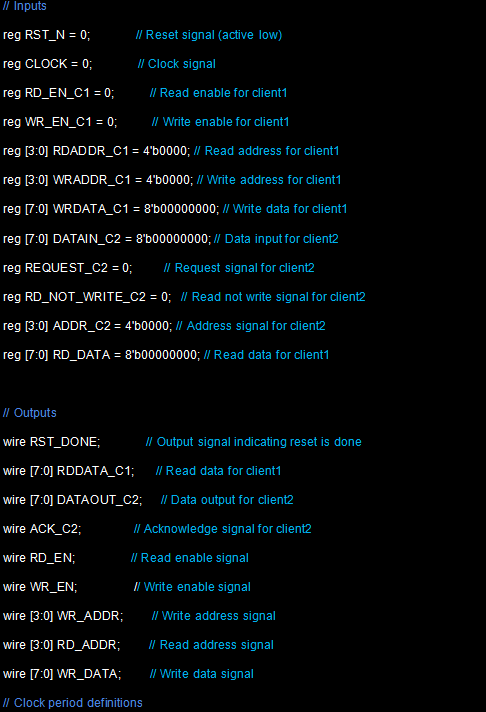 // Inputs
reg RST_N = 0; // Reset signal (active low)
reg CLOCK = 0; // Clock signal
reg RD_EN_C1 = 0; // Read enable for client1
reg WR_EN_C1 = 0; // Write enable for client1
reg [3:0] RDADDR_C1 = 4'b0000; // Read address for client1
reg [3:0] WRADDR_C1 = 4'b0000; // Write address for client1
reg [7:0] WRDATA_C1 = 8'b00000000; // Write data for client1
reg [7:0] DATAIN_C2 = 8'b00000000; // Data input for client2
reg REQUEST_C2 = 0; // Request signal for client2
reg RD_NOT_WRITE_C2 = 0; // Read not write signal for client2
reg [3:0] ADDR_C2 = 4'b0000; // Address signal for client2
reg [7:0] RD_DATA = 8'b00000000; // Read data for client1
// Outputs
wire RST_DONE; // Output signal indicating reset is done
wire [7:0] RDDATA_C1; // Read data for client1
wire [7:0] DATAOUT_C2; // Data output for client2
wire ACK_C2; // Acknowledge signal for client2
wire RD_EN; // Read enable signal
wire WR_EN; // Write enable signal
wire [3:0] WR_ADDR; // Write address signal
wire [3:0] RD_ADDR; // Read address signal
wire [7:0] WR_DATA; // Write data signal
// Clock period definitions